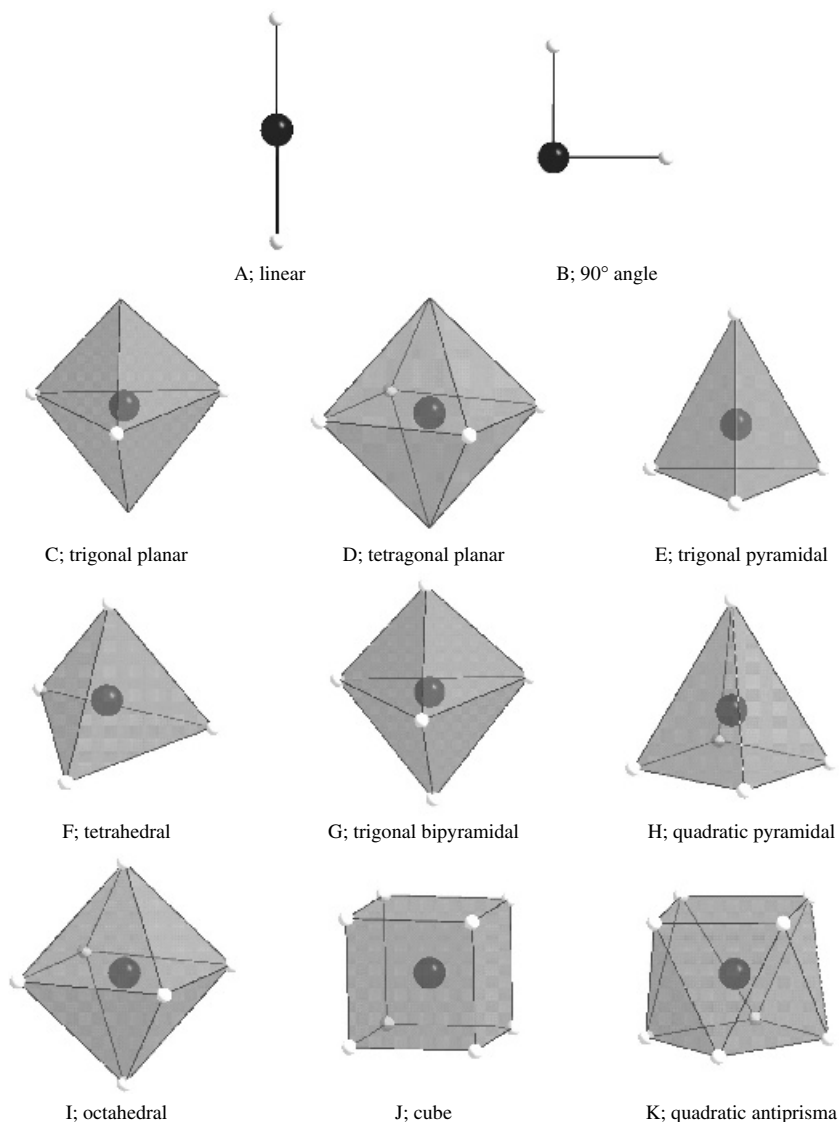 A; linear
B; 90° angle
C; trigonal planar
D; tetragonal planar
E; trigonal pyramidal
F; tetrahedral
G; trigonal bipyramidal
H; quadratic pyramidal
I; octahedral
J; cube
K; quadratic antiprisma